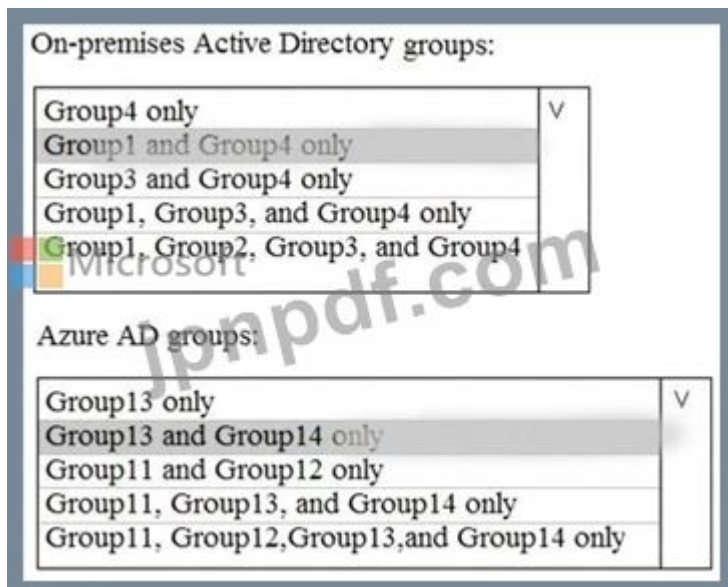 On-premises Active Directory groups:
Group4 only
V
Group1 and Group4 only
Group3 and Group4 only
Group1, Group3, and Group4 only
Group1, Group2, Group3, and Group4
Microsoft
jpnpdf.com
Azure AD groups:
Group13 only
V
Group13 and Group14 only
Group11 and Group12 only
Group11, Group13, and Group14 only
Group11, Group12,Group13,and Group14 only